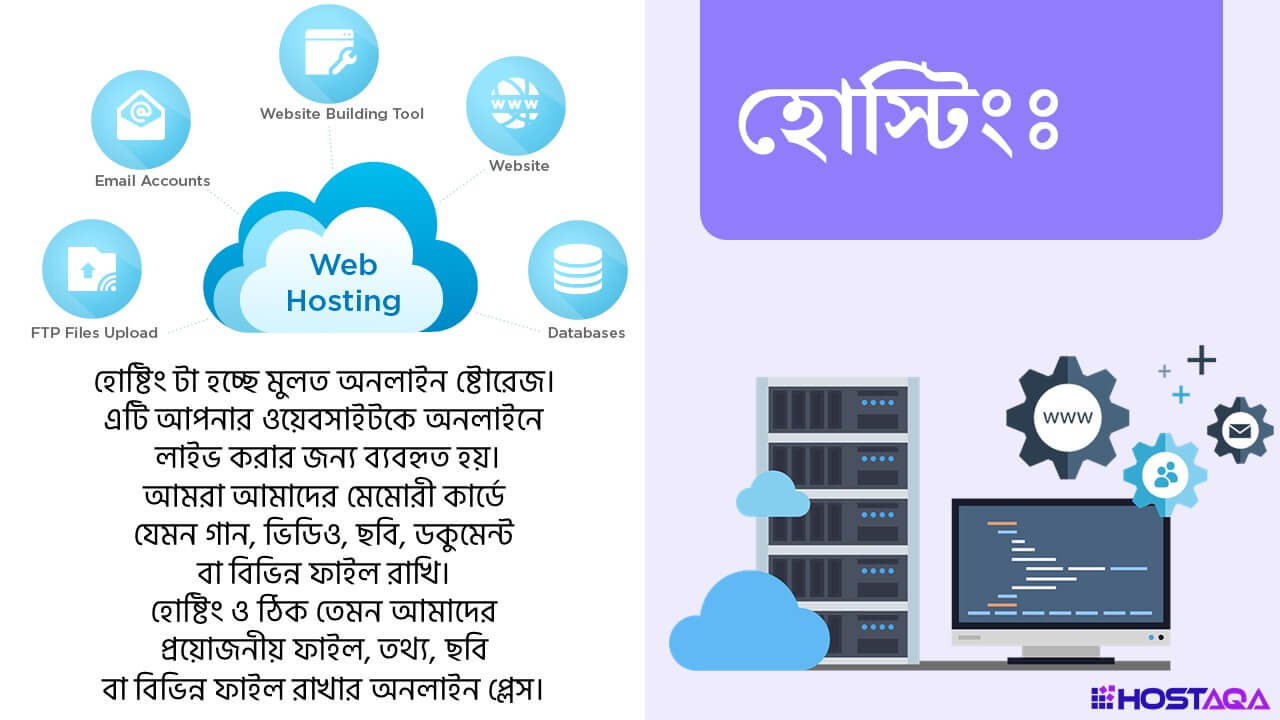 Website Building Tool
Email Accounts
Website
WWW
Web
Hosting
FTP Files Upload
Databases
হোষ্টিং টা হচ্ছে মুলত অনলাইন ষ্টোরেজ।
এটি আপনার ওয়েবসাইটকে অনলাইনে
লাইভ করার জন্য ব্যবহৃত হয়।
আমরা আমাদের মেমোরী কার্ডে
যেমন গান, ভিডিও, ছবি, ডকুমেন্ট
বা বিভিন্ন ফাইল রাখি।
হোষ্টিং ও ঠিক তেমন আমাদের
প্রয়োজনীয় ফাইল, তথ্য, ছবি
বা বিভিন্ন ফাইল রাখার অনলাইন প্লেস।
হোস্টিংঃ
WWW
HOSTAQA